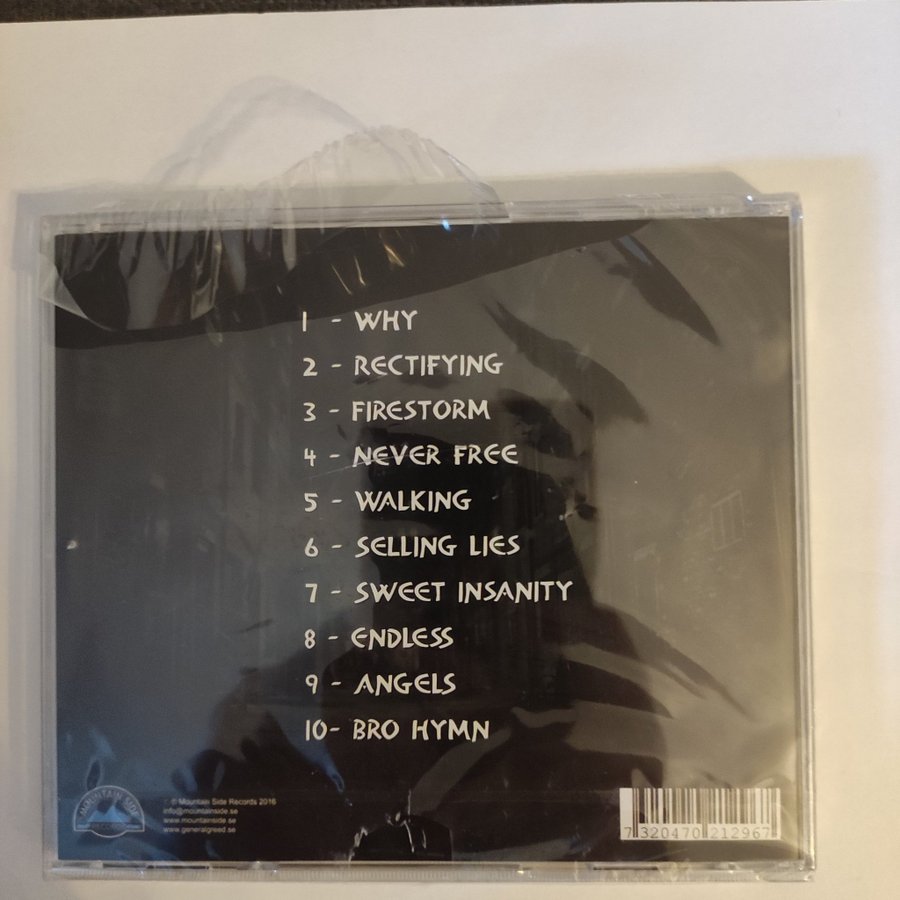 1 - WHY
2 - RECTIFYING
3 - FIRESTORM
4 - NEVER FREE
5 - WALKING
6 - SELLING LIES
7 - SWEET INSANITY
8 - ENDLESS
9 - ANGELS
10- BRO HYMN
MOUNTAIN SIDE
© Mountain Side Records 2016
info@mountainside.se
www.mountainside.se
www.generalgreed.se
7 320470 212967